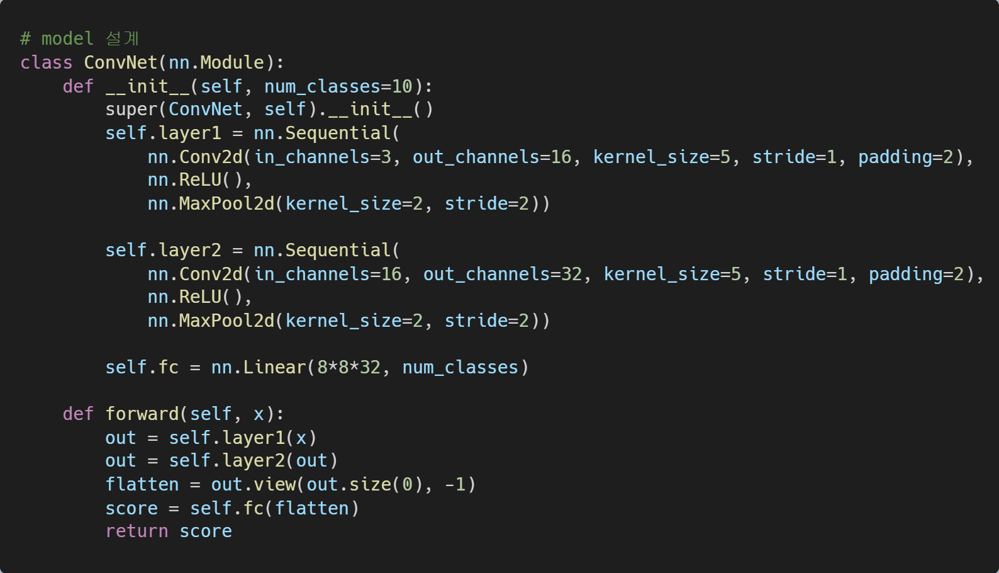 # model 설계
class ConvNet(nn.Module):
    def __init__(self, num_classes=10):
        super(ConvNet, self).__init__()
        self.layer1 = nn.Sequential(
            nn.Conv2d(in_channels=3, out_channels=16, kernel_size=5, stride=1, padding=2),
            nn.ReLU(),
            nn.MaxPool2d(kernel_size=2, stride=2))

        self.layer2 = nn.Sequential(
            nn.Conv2d(in_channels=16, out_channels=32, kernel_size=5, stride=1, padding=2),
            nn.ReLU(),
            nn.MaxPool2d(kernel_size=2, stride=2))

        self.fc = nn.Linear(8*8*32, num_classes)

    def forward(self, x):
        out = self.layer1(x)
        out = self.layer2(out)
        flatten = out.view(out.size(0), -1)
        score = self.fc(flatten)
        return score